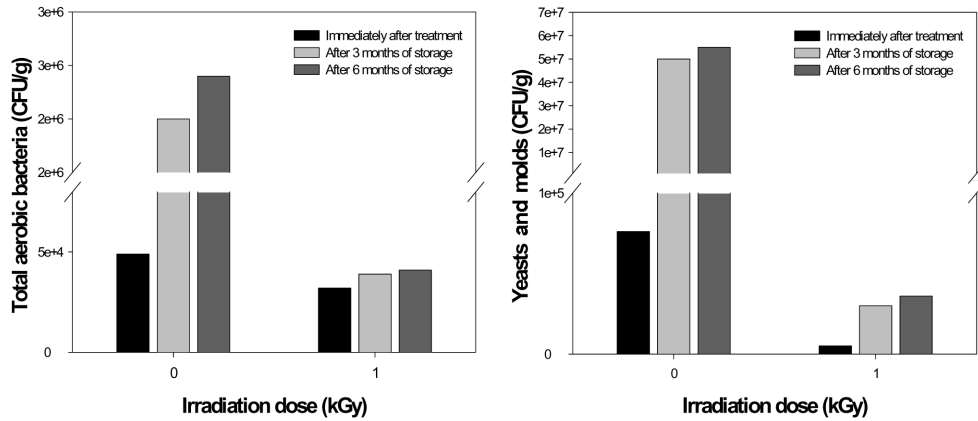 Total aerobic bacteria (CFU/g)
3e+6
3e+6
2e+6
2e+6
5e+4
0
Immediately after treatment
After 3 months of storage
After 6 months of storage
0
1
Irradiation dose (kGy)
Yeasts and molds (CFU/g)
7e+7
6e+7
5e+7
4e+7
3e+7
2e+7
1e+7
1e+5
0
Immediately after treatment
After 3 months of storage
After 6 months of storage
0
1
Irradiation dose (kGy)